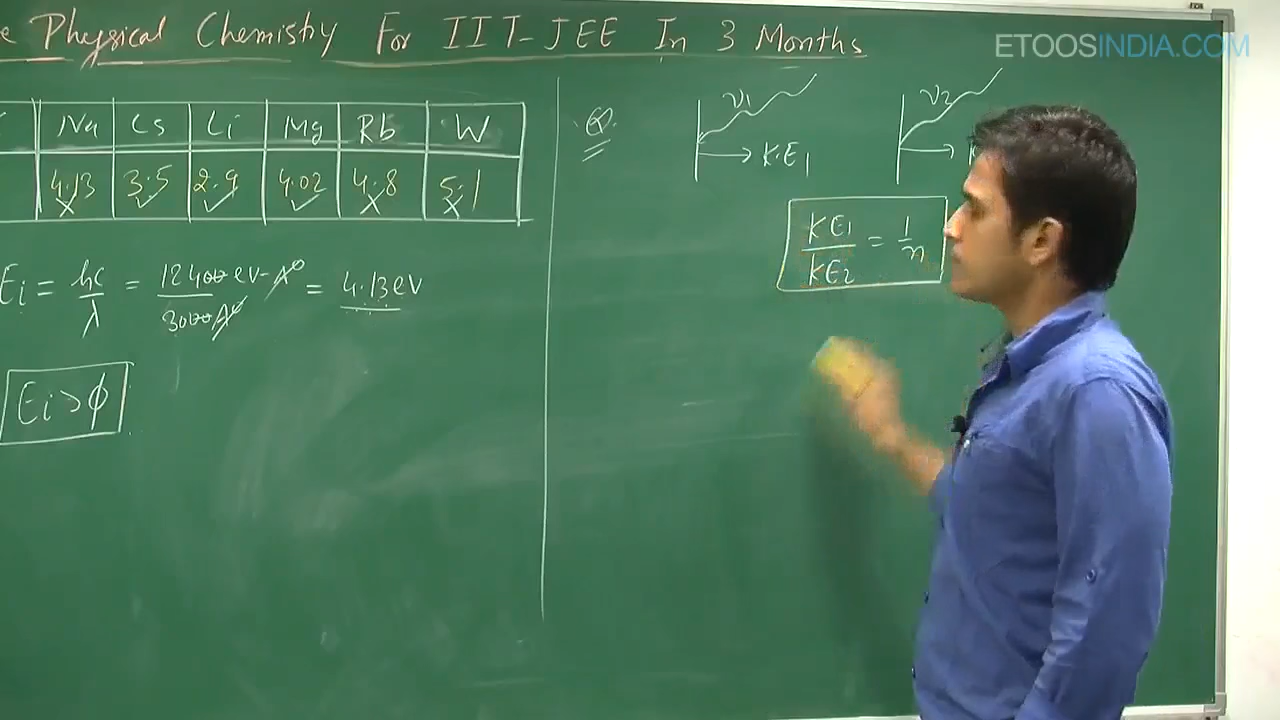 Physical Chemistry For IIT-JEE In 3 Months
ETOOSINDIA.COM
Na Cs Li Mg Rb W
4.13 3.5 2.9 4.02 4.8 5.1
Ei = hc/λ = 12400 eV-A°/3000 A° = 4.13 eV
Ei > ϕ
Q.
ν1
K.E1
ν2
KE1/KE2 = 1/n